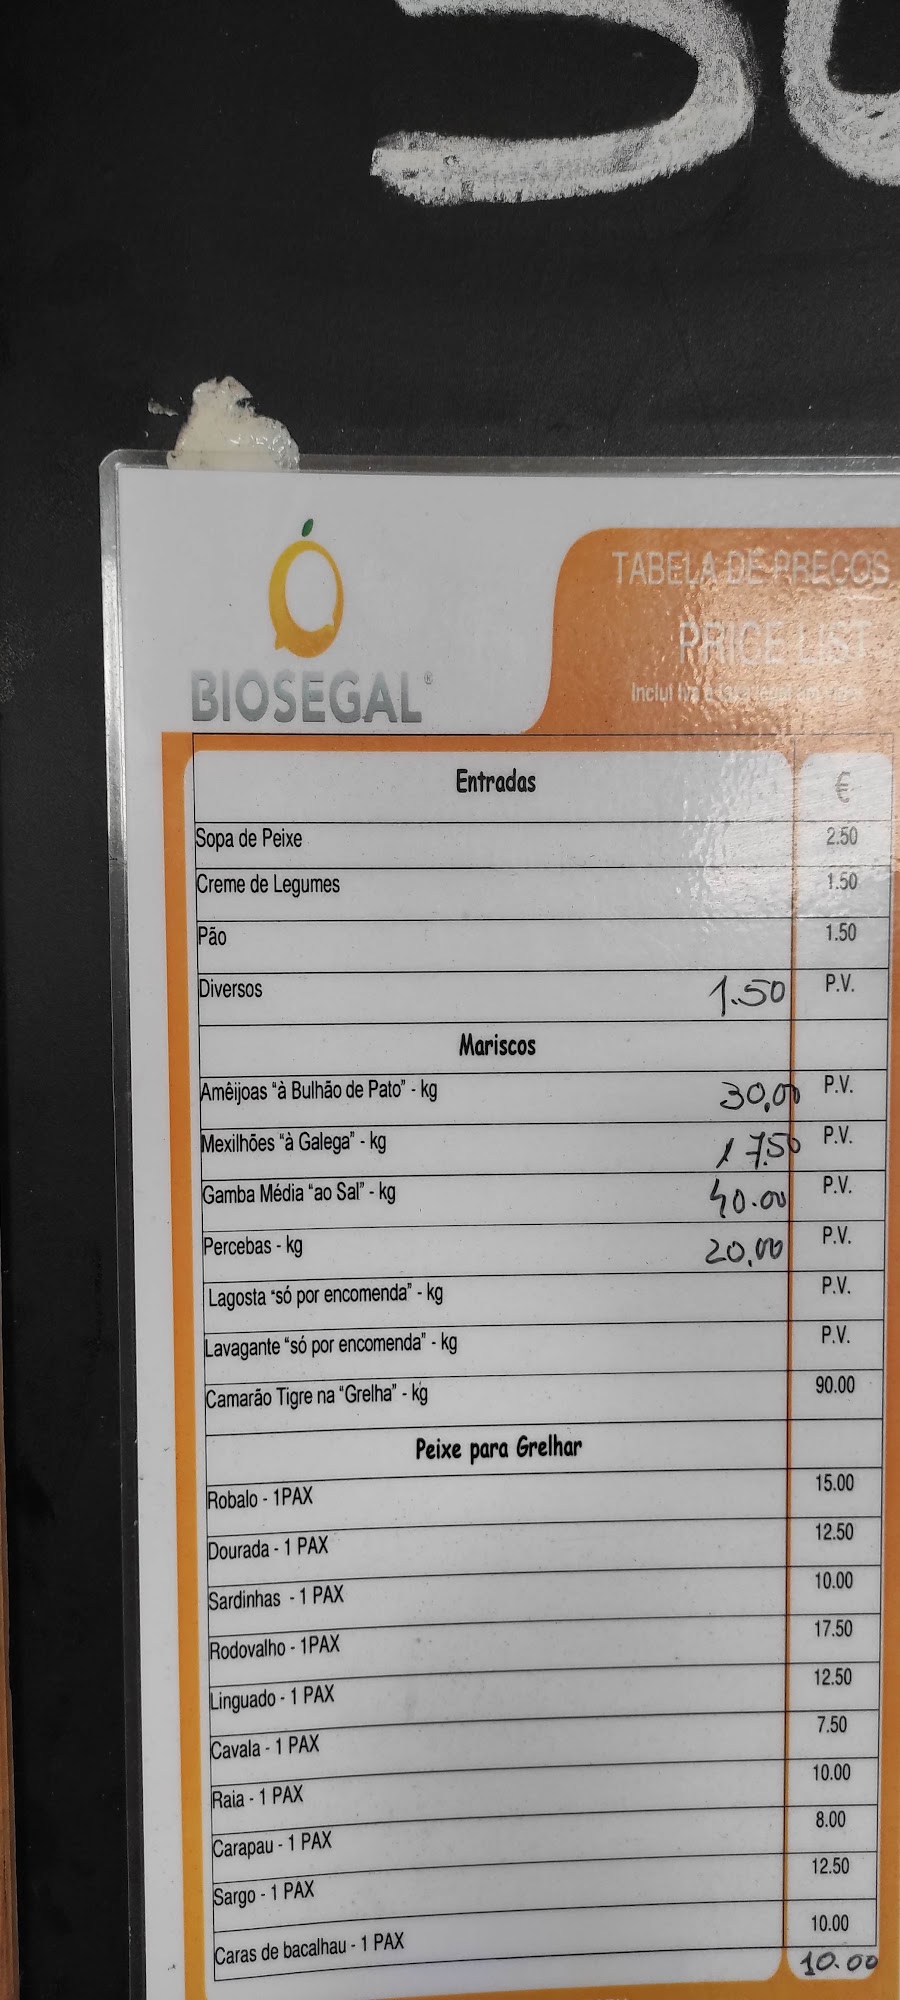 BIOSEGAL®
TABELA DE PREÇOS
PRICE LIST
Inclui Iva
Entradas €
Sopa de Peixe 2.50
Creme de Legumes 1.50
Pão 1.50
Diversos 1.50 P.V.
Mariscos
Amêijoas “à Bulhão de Pato” - kg 30,00 P.V.
Mexilhões “à Galega” - kg 17.50 P.V.
Gamba Média “ao Sal” - kg 40.00 P.V.
Percebas - kg 20,00 P.V.
Lagosta “só por encomenda” - kg P.V.
Lavagante “só por encomenda” - kg P.V.
Camarão Tigre na “Grelha” - kg 90.00
Peixe para Grelhar
Robalo - 1PAX 15.00
Dourada - 1 PAX 12.50
Sardinhas - 1 PAX 10.00
Rodovalho - 1PAX 17.50
Linguado - 1 PAX 12.50
Cavala - 1 PAX 7.50
Raia - 1 PAX 10.00
Carapau - 1 PAX 8.00
Sargo - 1 PAX 12.50
Caras de bacalhau - 1 PAX 10.00
10.00